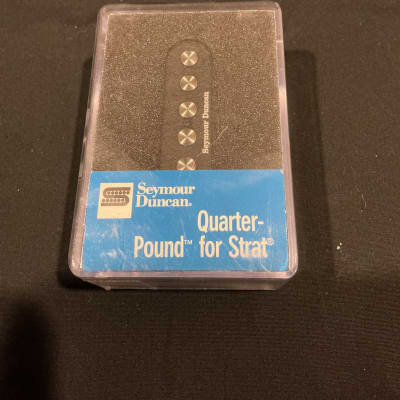 Seymour Duncan
Seymour
Duncan®
Quarter-
Pound™ for Strat®